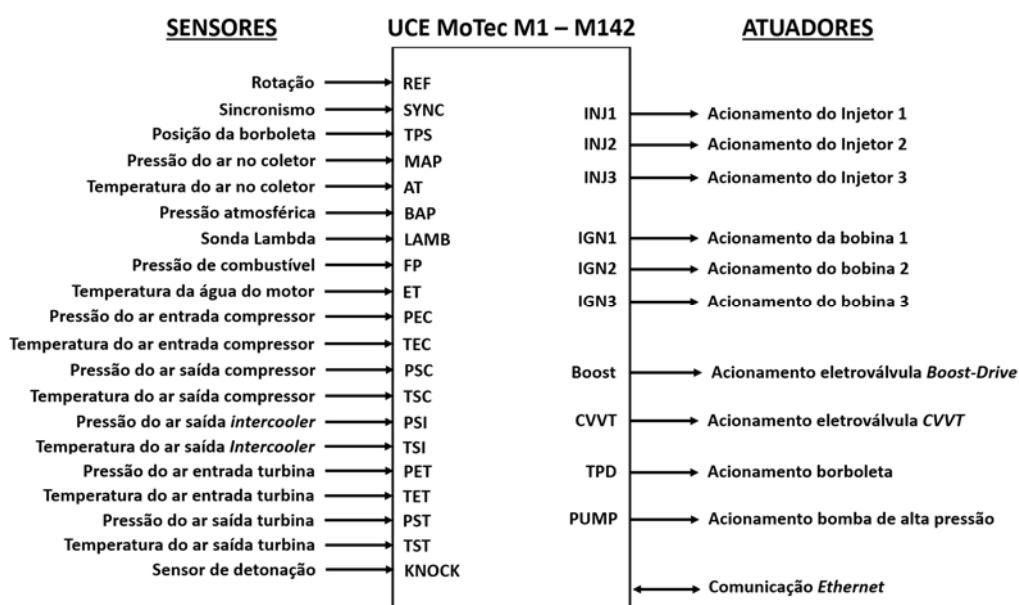 SENSORES
UCE MoTec M1 – M142
ATUADORES
Rotação REF
Sincronismo SYNC
Posição da borboleta TPS
Pressão do ar no coletor MAP
Temperatura do ar no coletor AT
Pressão atmosférica BAP
Sonda Lambda LAMB
Pressão de combustível FP
Temperatura da água do motor ET
Pressão do ar entrada compressor PEC
Temperatura do ar entrada compressor TEC
Pressão do ar saída compressor PSC
Temperatura do ar saída compressor TSC
Pressão do ar saída intercooler PSI
Temperatura do ar saída Intercooler TSI
Pressão do ar entrada turbina PET
Temperatura do ar entrada turbina TET
Pressão do ar saída turbina PST
Temperatura do ar saída turbina TST
Sensor de detonação KNOCK
INJ1 Acionamento do Injetor 1
INJ2 Acionamento do Injetor 2
INJ3 Acionamento do Injetor 3
IGN1 Acionamento da bobina 1
IGN2 Acionamento do bobina 2
IGN3 Acionamento do bobina 3
Boost Acionamento eletroválvula Boost-Drive
CVVT Acionamento eletroválvula CVVT
TPD Acionamento borboleta
PUMP Acionamento bomba de alta pressão
Comunicação Ethernet